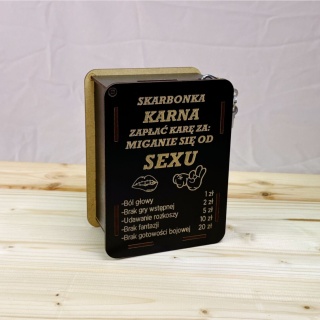 SKARBONKA
KARNA
ZAPŁAĆ KARĘ ZA:
MIGANIE SIĘ OD
SEXU
-Ból głowy 1 zł
-Brak gry wstępnej 2 zł
-Udawanie rozkoszy 5 zł
-Brak fantazji 10 zł
-Brak gotowości bojowej 20 zł